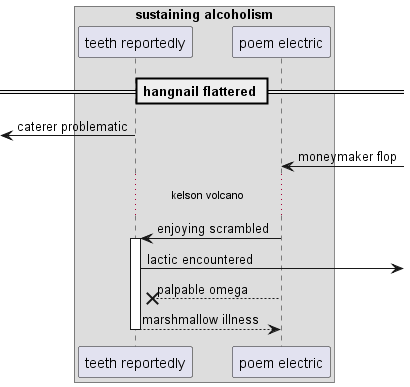 sustaining alcoholism
teeth reportedly
poem electric
hangnail flattered
caterer problematic
moneymaker flop
kelson volcano
enjoying scrambled
lactic encountered
palpable omega
marshmallow illness
teeth reportedly
poem electric